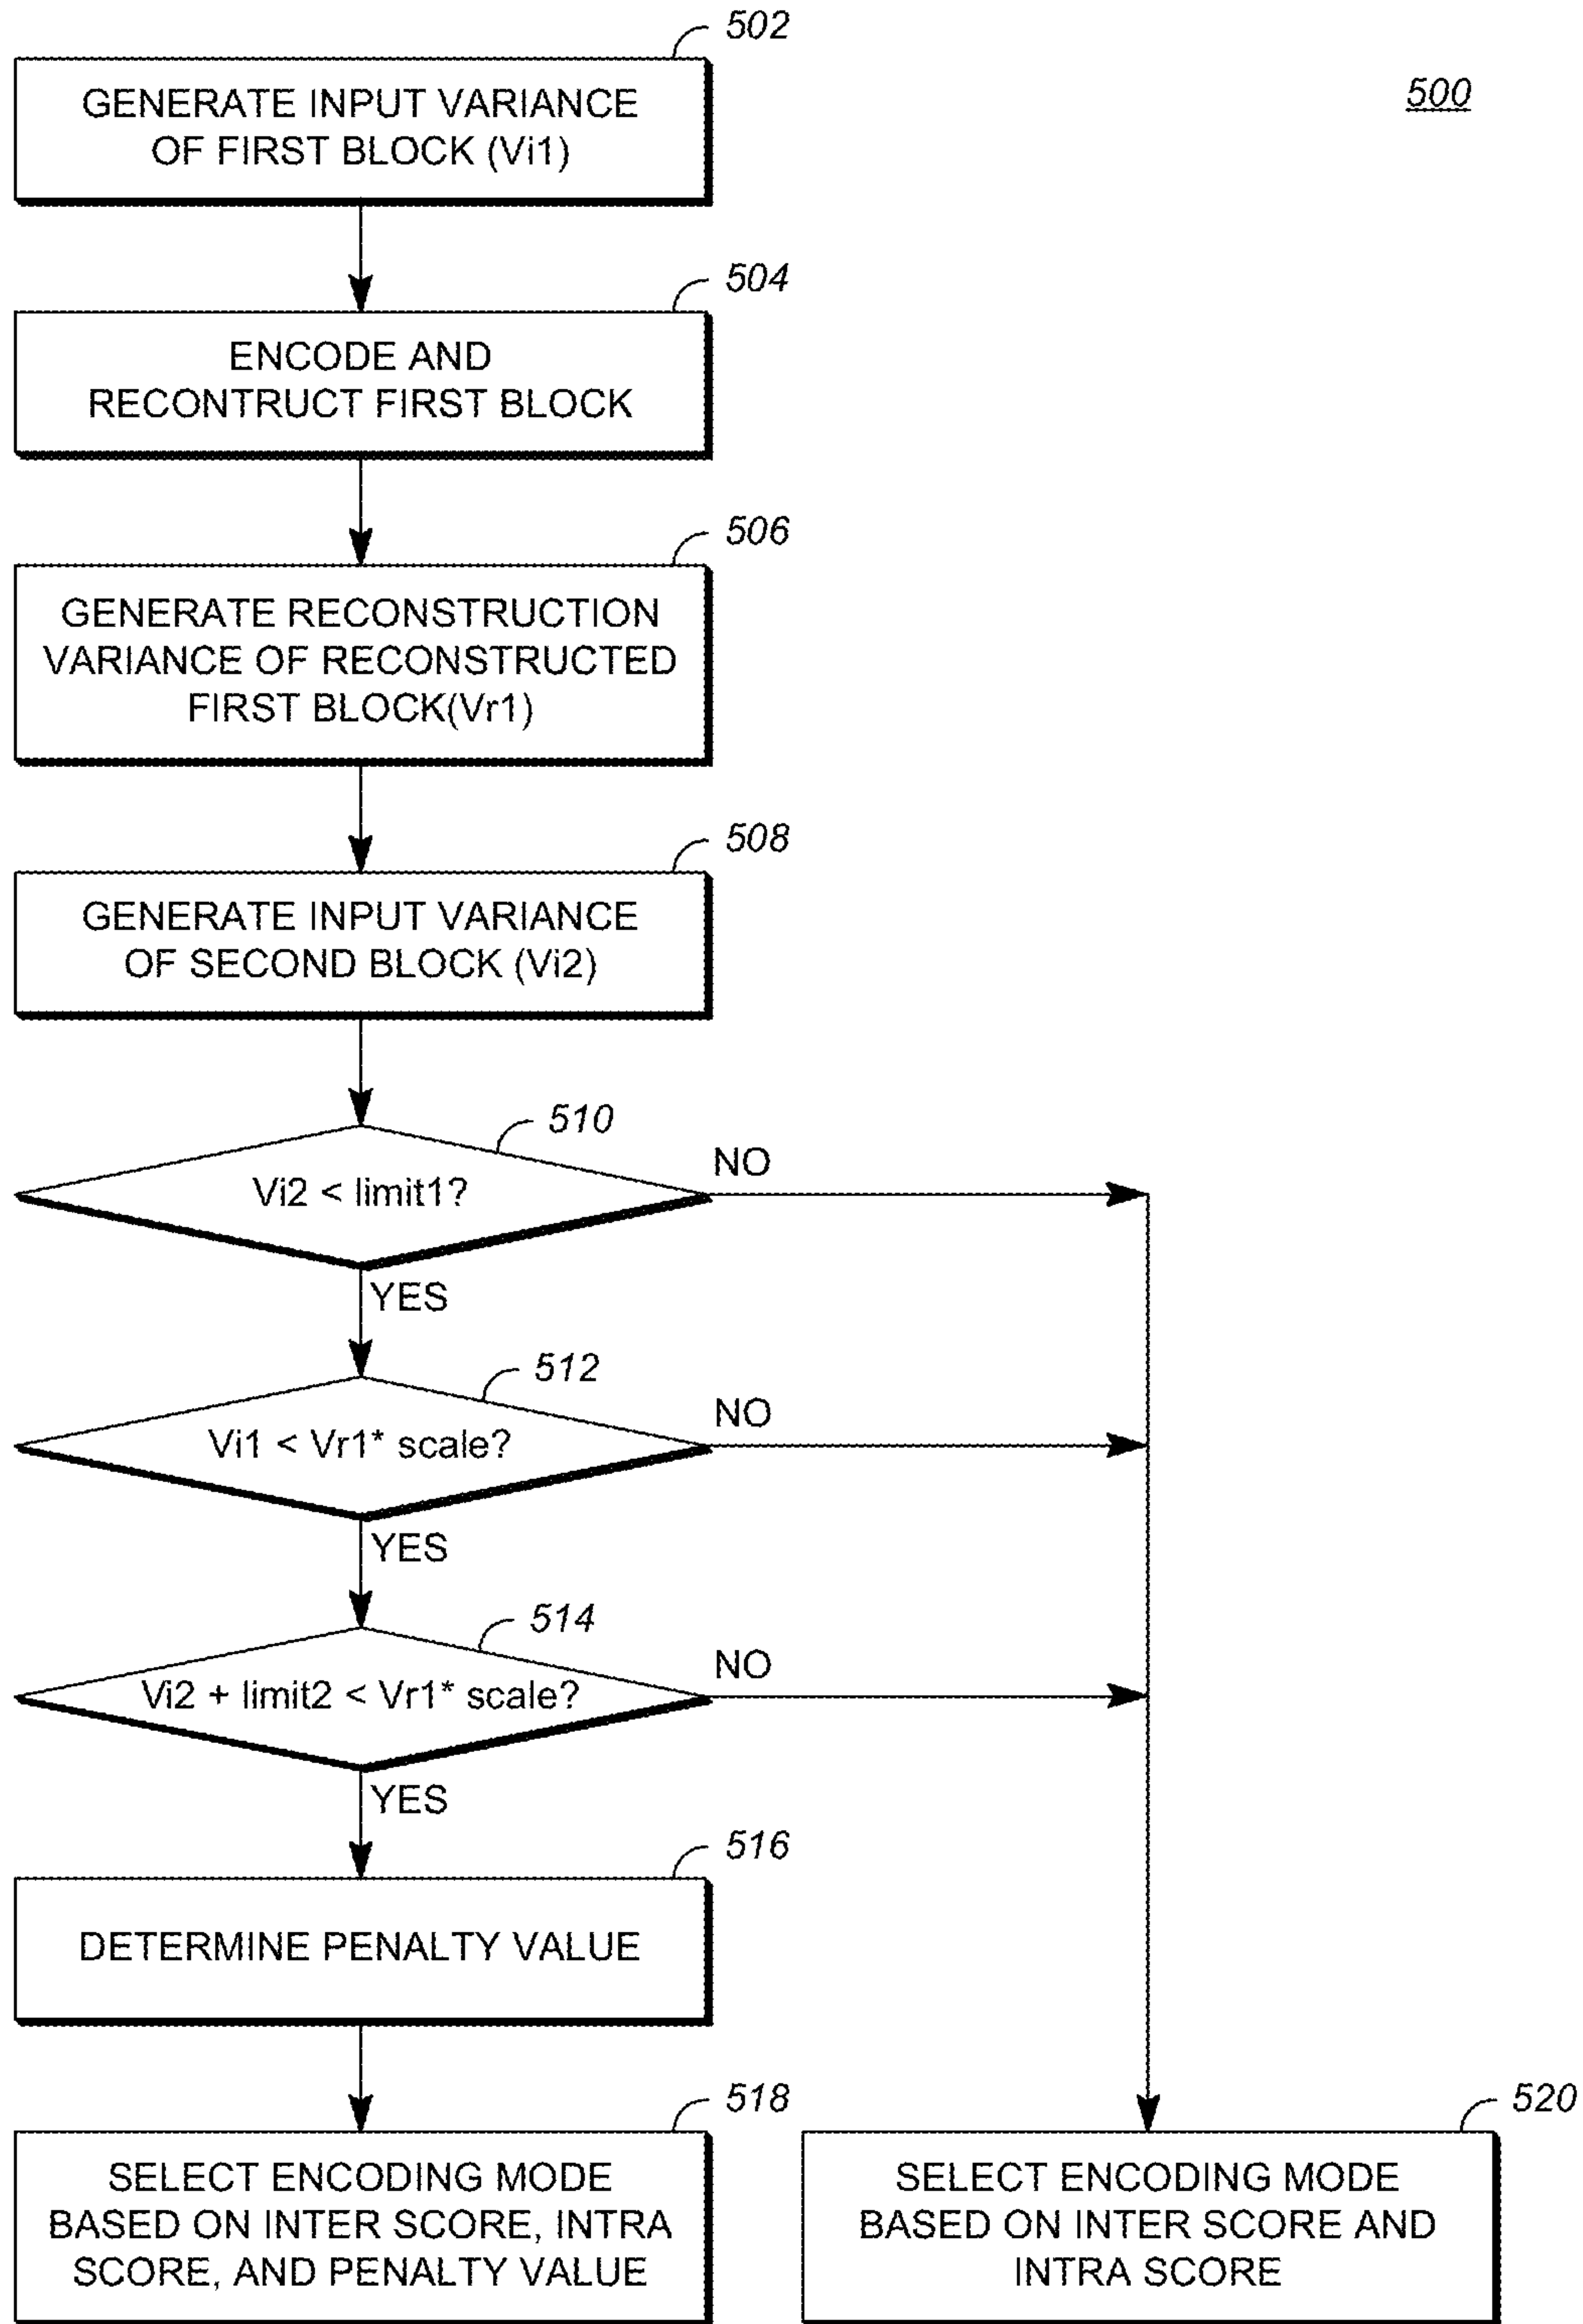 502
500
GENERATE INPUT VARIANCE
OF FIRST BLOCK (Vi1)
504
ENCODE AND
RECONTRUCT FIRST BLOCK
506
GENERATE RECONSTRUCTION
VARIANCE OF RECONSTRUCTED
FIRST BLOCK(Vr1)
508
GENERATE INPUT VARIANCE
OF SECOND BLOCK (Vi2)
510
NO
Vi2 < limit1?
YES
512
NO
Vi1 < Vr1* scale?
YES
514
NO
Vi2 + limit2 < Vr1* scale?
YES
516
DETERMINE PENALTY VALUE
518
SELECT ENCODING MODE
BASED ON INTER SCORE, INTRA
SCORE, AND PENALTY VALUE
520
SELECT ENCODING MODE
BASED ON INTER SCORE AND
INTRA SCORE